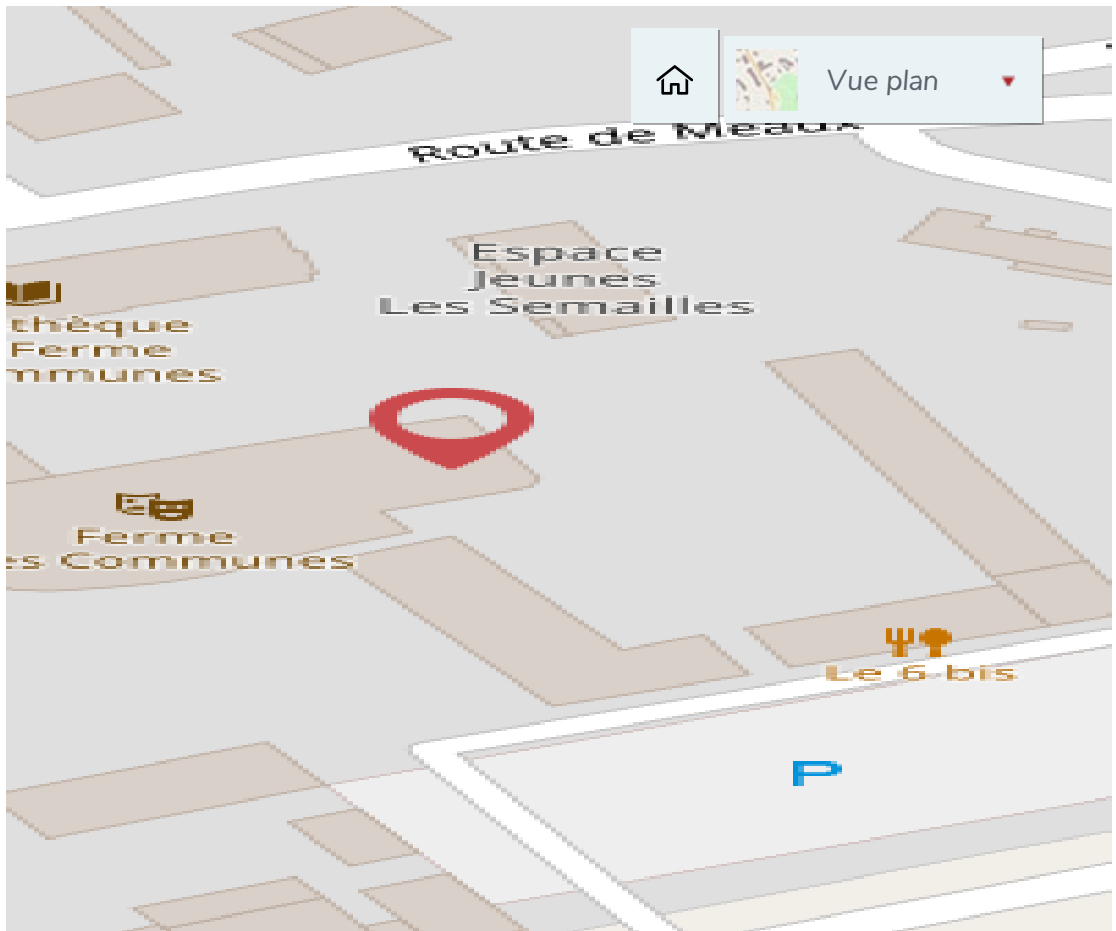 Vue plan
Route de Meaux
Espace
Jeunes
Les Semailles
thèque
Ferme
mmunes
Ferme
es Communes
Le 6 bis
P